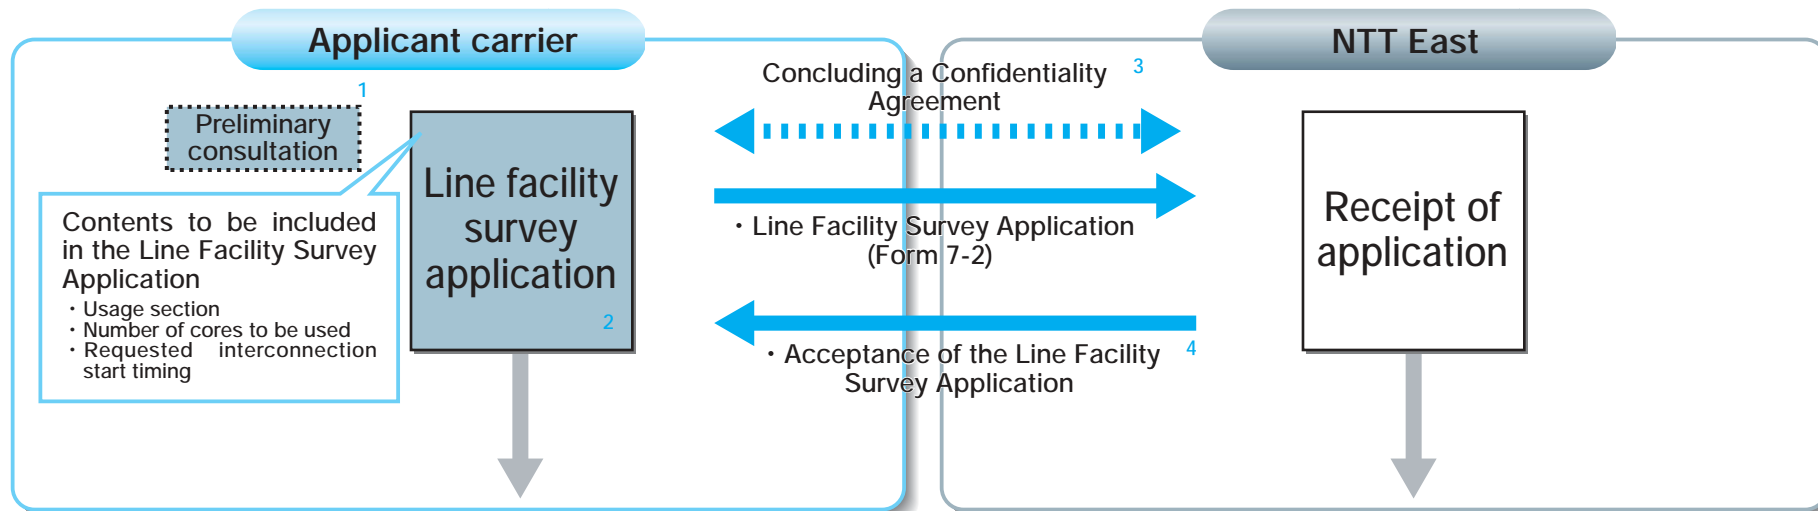 Applicant carrier
1
Preliminary
consultation
Line facility
survey
application
2
Contents to be included
in the Line Facility Survey
Application
・Usage section
・Number of cores to be used
・Requested interconnection
start timing
Concluding a Confidentiality 3
Agreement
・Line Facility Survey Application
(Form 7-2)
・Acceptance of the Line Facility 4
Survey Application
NTT East
Receipt of
application